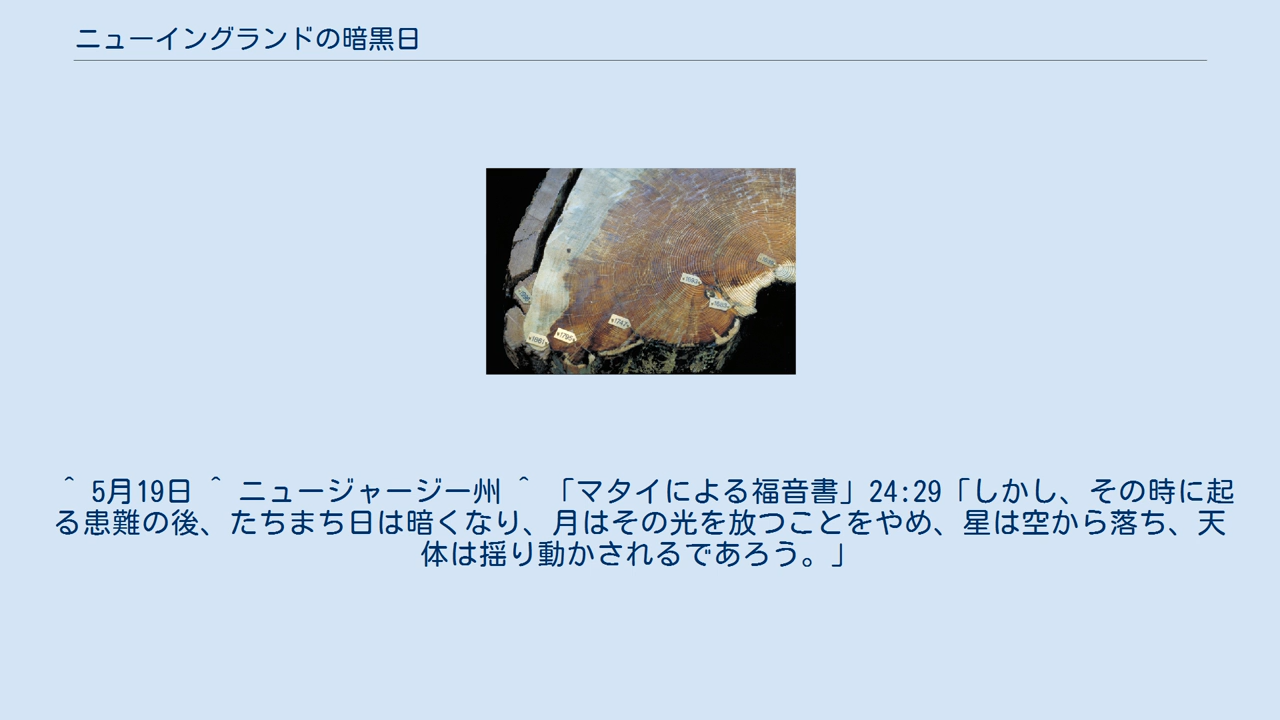 ニューイングランドの暗黒日
1747
1795
^ 5月19日 ^ ニュージャージー州 ^ 「マタイによる福音書」24:29「しかし、その時に起
る患難の後、たちまち日は暗くなり、月はその光を放つことをやめ、星は空から落ち、天
体は揺り動かされるであろう。」